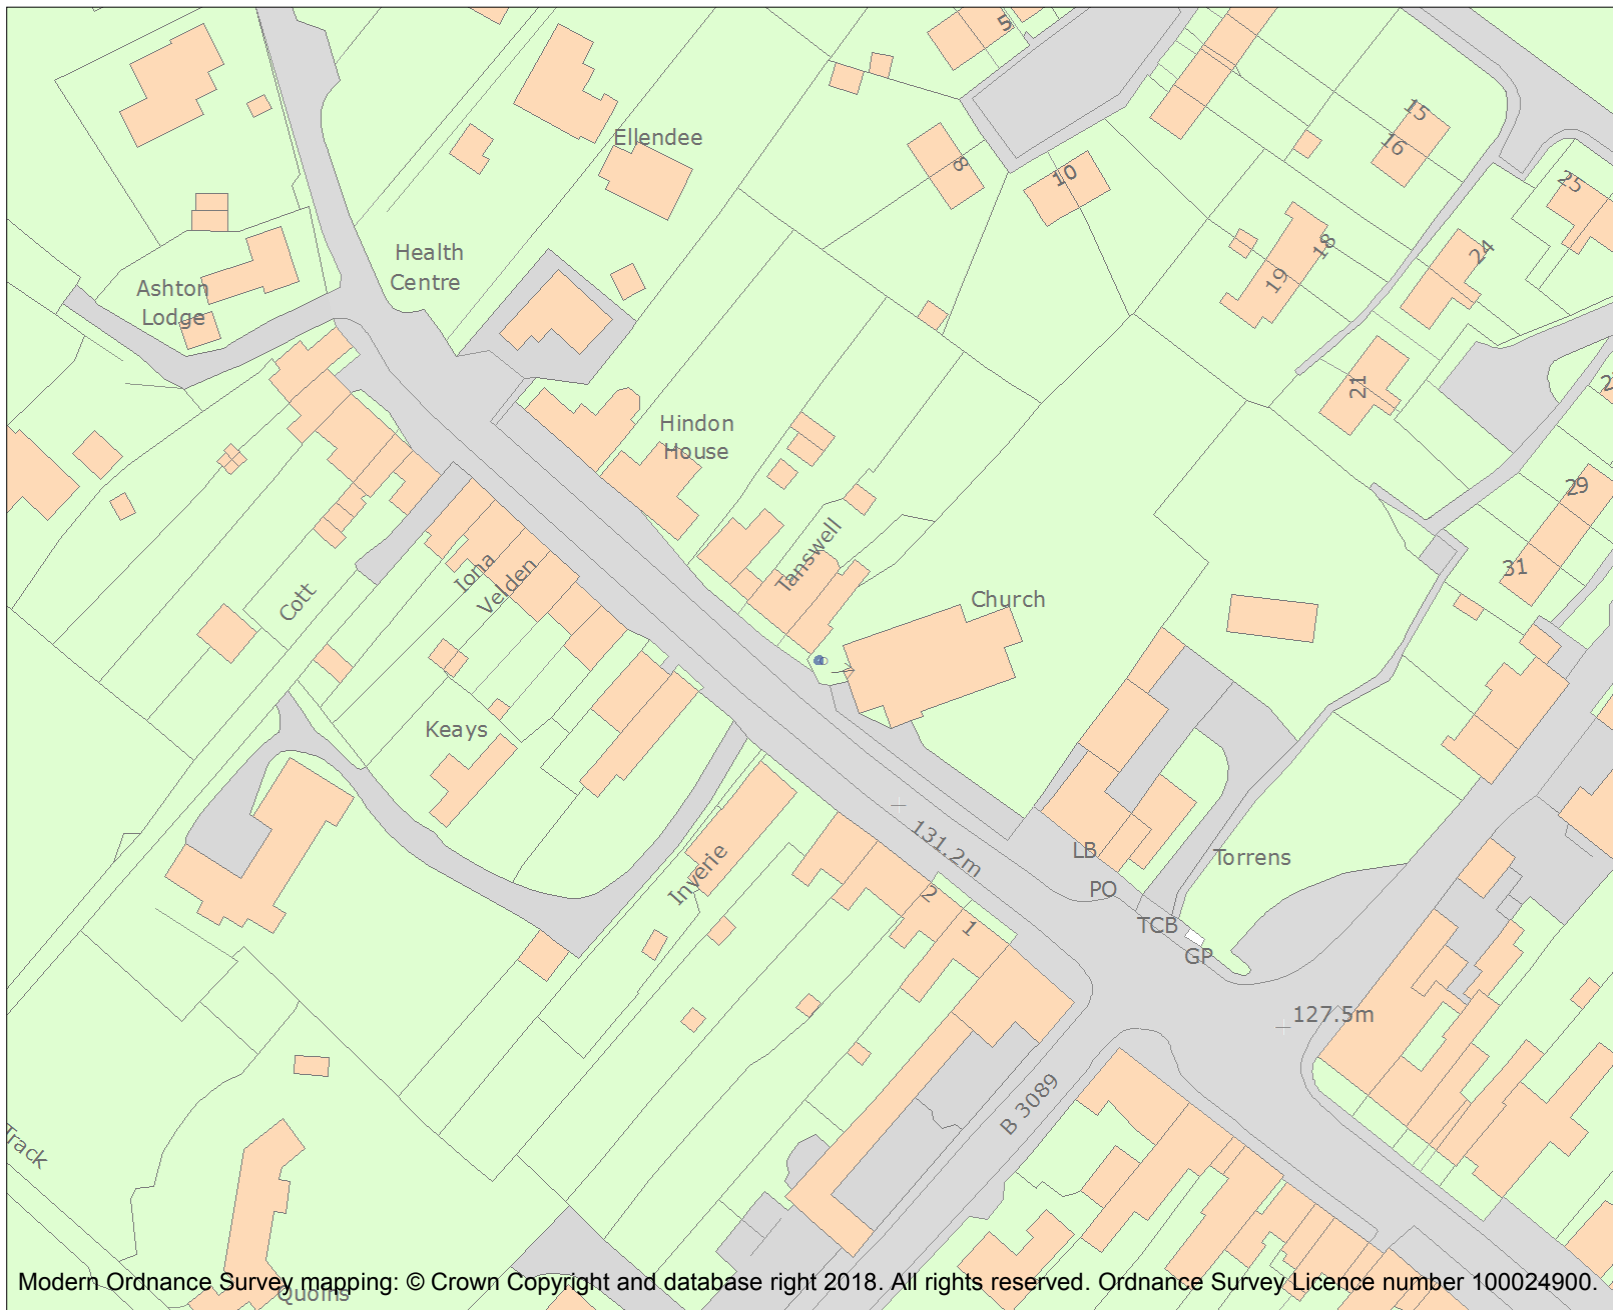 5
15
16
Ellendee
8
10
25
18
24
Health
Centre
19
Ashton
Lodge
21
Hindon
House
29
Tanswell
31
Iona
Velden
Cott
Church
7
Keays
131.2m
LB
Torrens
Inverie
PO
2
TCB
1
GP
127.5m
B 3089
Track
Quoins
Modern Ordnance Survey mapping: © Crown Copyright and database right 2018. All rights reserved. Ordnance Survey Licence number 100024900.